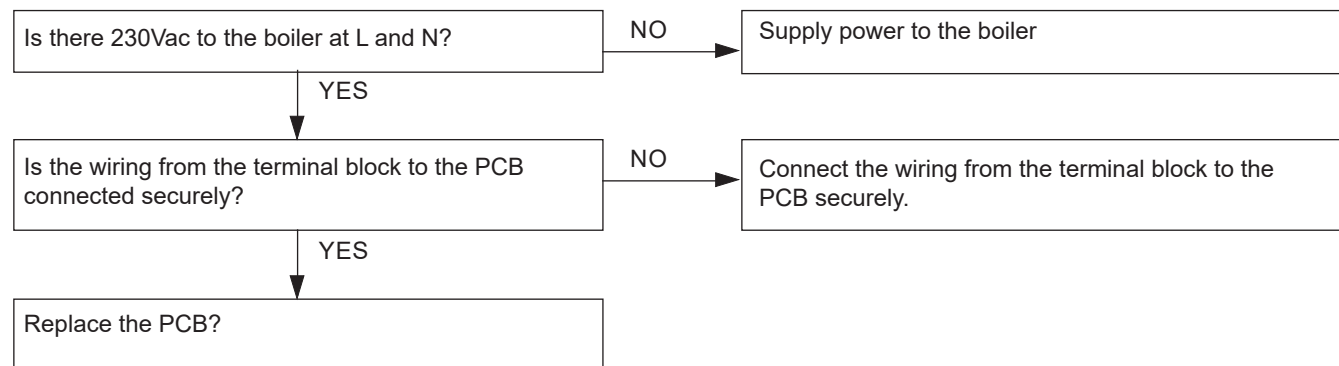 Is there 230Vac to the boiler at L and N?
NO
Supply power to the boiler
YES
Is the wiring from the terminal block to the PCB
connected securely?
NO
Connect the wiring from the terminal block to the
PCB securely.
YES
Replace the PCB?